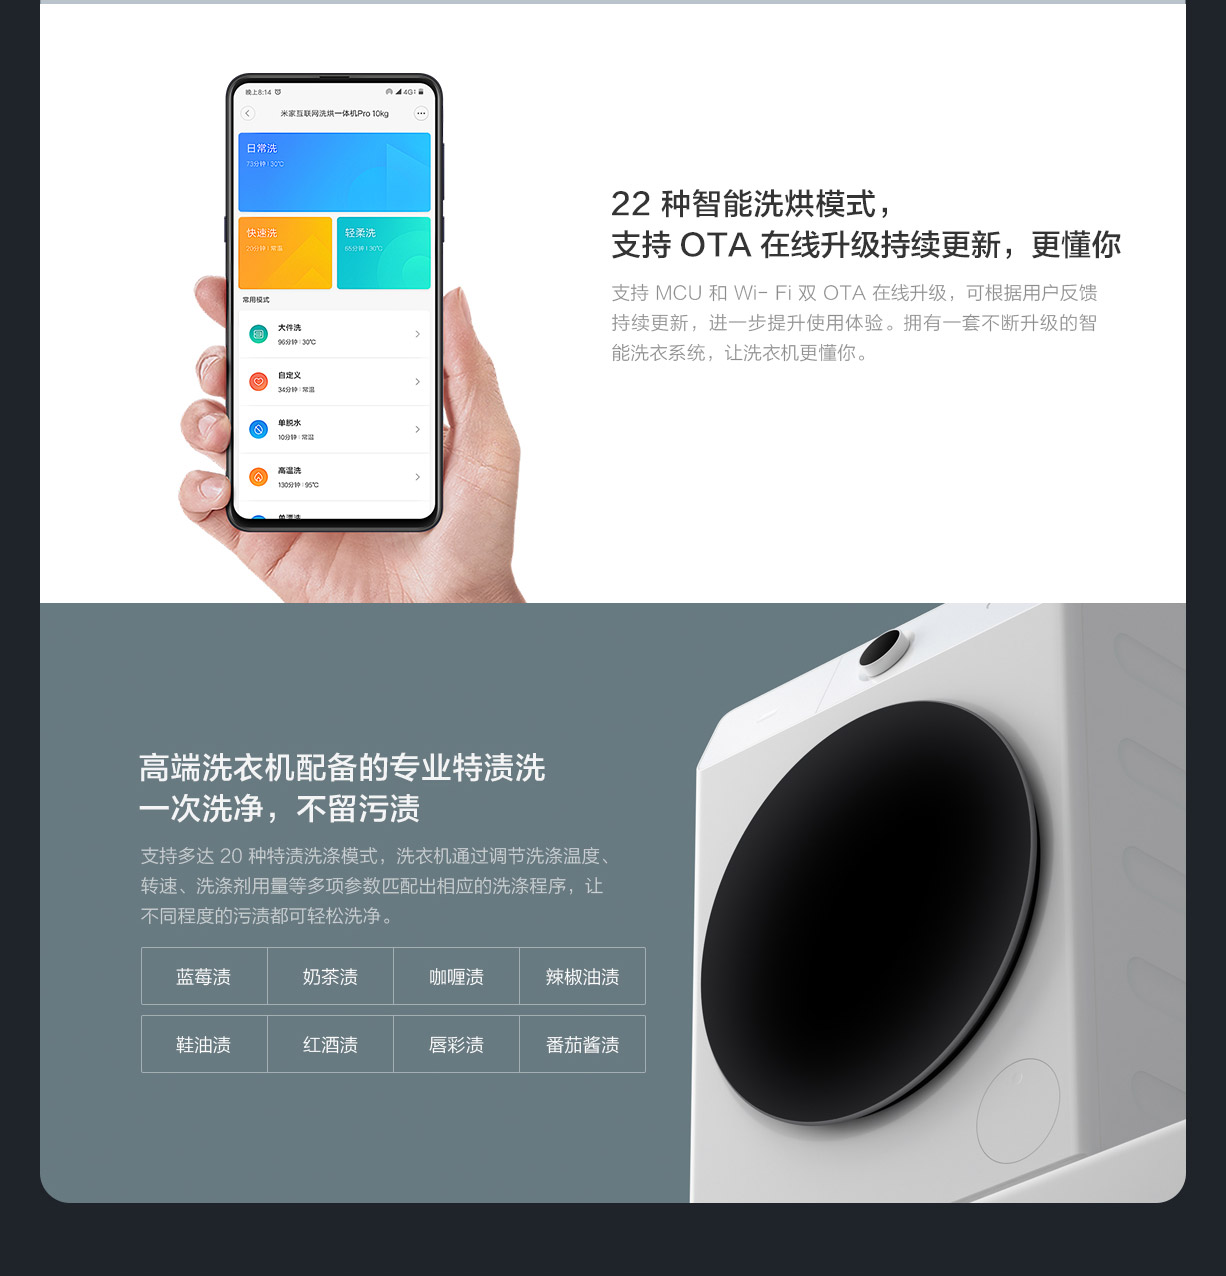 晚上8:14
4G
米家互联网洗烘一体机Pro 10kg
日常洗
73分钟 | 30℃
快速洗
20分钟 | 常温
轻柔洗
65分钟 | 30℃
常用模式
大件洗
96分钟 | 30℃
自定义
34分钟 | 常温
单脱水
10分钟 | 常温
高温洗
130分钟 | 95℃
单漂洗
22 种智能洗烘模式，
支持 OTA 在线升级持续更新，更懂你
支持 MCU 和 Wi- Fi 双 OTA 在线升级，可根据用户反馈
持续更新，进一步提升使用体验。拥有一套不断升级的智
能洗衣系统，让洗衣机更懂你。
高端洗衣机配备的专业特渍洗
一次洗净，不留污渍
支持多达 20 种特渍洗涤模式，洗衣机通过调节洗涤温度、
转速、洗涤剂用量等多项参数匹配出相应的洗涤程序，让
不同程度的污渍都可轻松洗净。
蓝莓渍 奶茶渍 咖喱渍 辣椒油渍
鞋油渍 红酒渍 唇彩渍 番茄酱渍